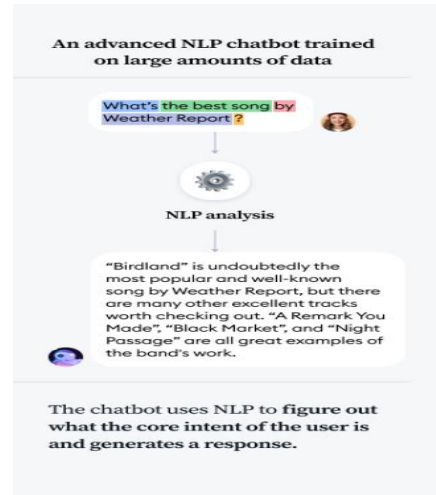 An advanced NLP chatbot trained
on large amounts of data
What's the best song by
Weather Report ?
NLP analysis
“Birdland” is undoubtedly the
most popular and well-known
song by Weather Report, but there
are many other excellent tracks
worth checking out. “A Remark You
Made”, “Black Market”, and “Night
Passage” are all great examples of
the band's work.
The chatbot uses NLP to figure out
what the core intent of the user is
and generates a response.